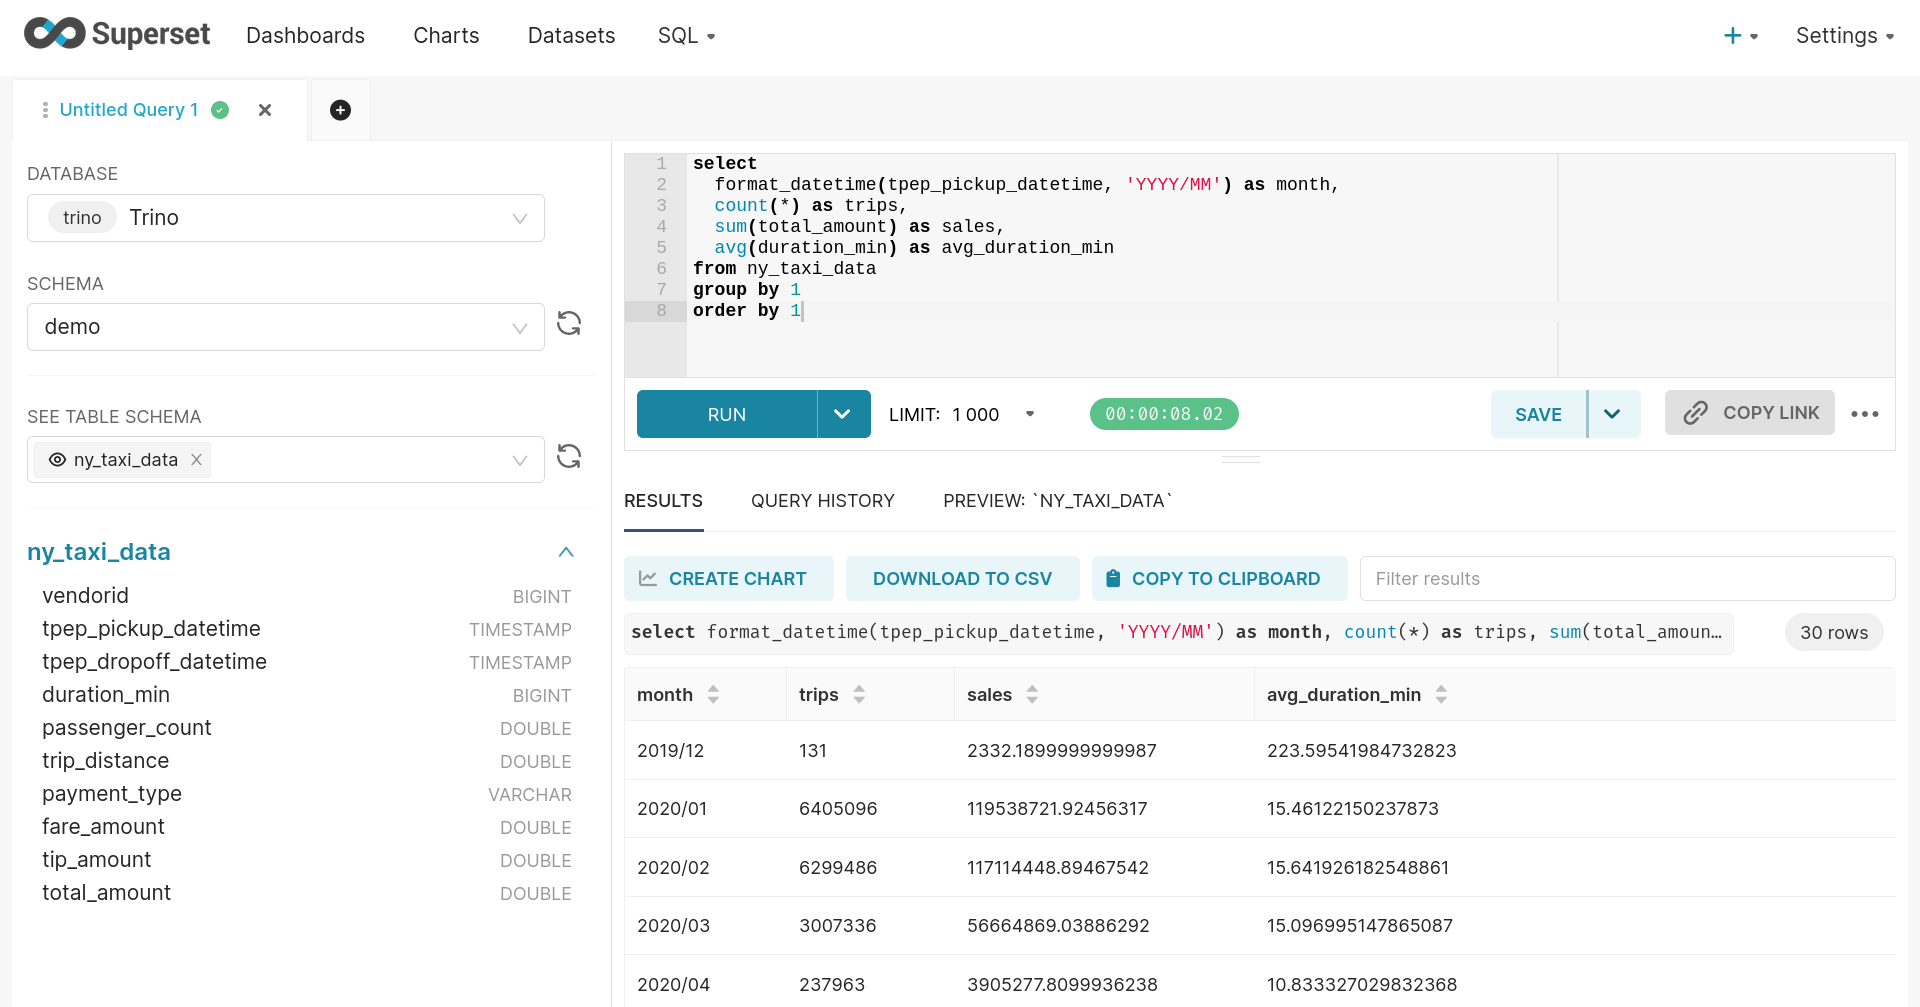 Superset Dashboards Charts Datasets SQL + Settings
Untitled Query 1
DATABASE
trino Trino
SCHEMA
demo
SEE TABLE SCHEMA
ny_taxi_data
ny_taxi_data
vendorid BIGINT
tpep_pickup_datetime TIMESTAMP
tpep_dropoff_datetime TIMESTAMP
duration_min BIGINT
passenger_count DOUBLE
trip_distance DOUBLE
payment_type VARCHAR
fare_amount DOUBLE
tip_amount DOUBLE
total_amount DOUBLE
1 select
2 format_datetime(tpep_pickup_datetime, 'YYYY/MM') as month,
3 count(*) as trips,
4 sum(total_amount) as sales,
5 avg(duration_min) as avg_duration_min
6 from ny_taxi_data
7 group by 1
8 order by 1
RUN LIMIT: 1 000 00:00:08.02 SAVE COPY LINK
RESULTS QUERY HISTORY PREVIEW: `NY_TAXI_DATA`
CREATE CHART DOWNLOAD TO CSV COPY TO CLIPBOARD Filter results
select format_datetime(tpep_pickup_datetime, 'YYYY/MM') as month, count(*) as trips, sum(total_amoun… 30 rows
month trips sales avg_duration_min
2019/12 131 2332.1899999999987 223.59541984732823
2020/01 6405096 119538721.92456317 15.46122150237873
2020/02 6299486 117114448.89467542 15.641926182548861
2020/03 3007336 56664869.03886292 15.096995147865087
2020/04 237963 3905277.8099936238 10.833327029832368